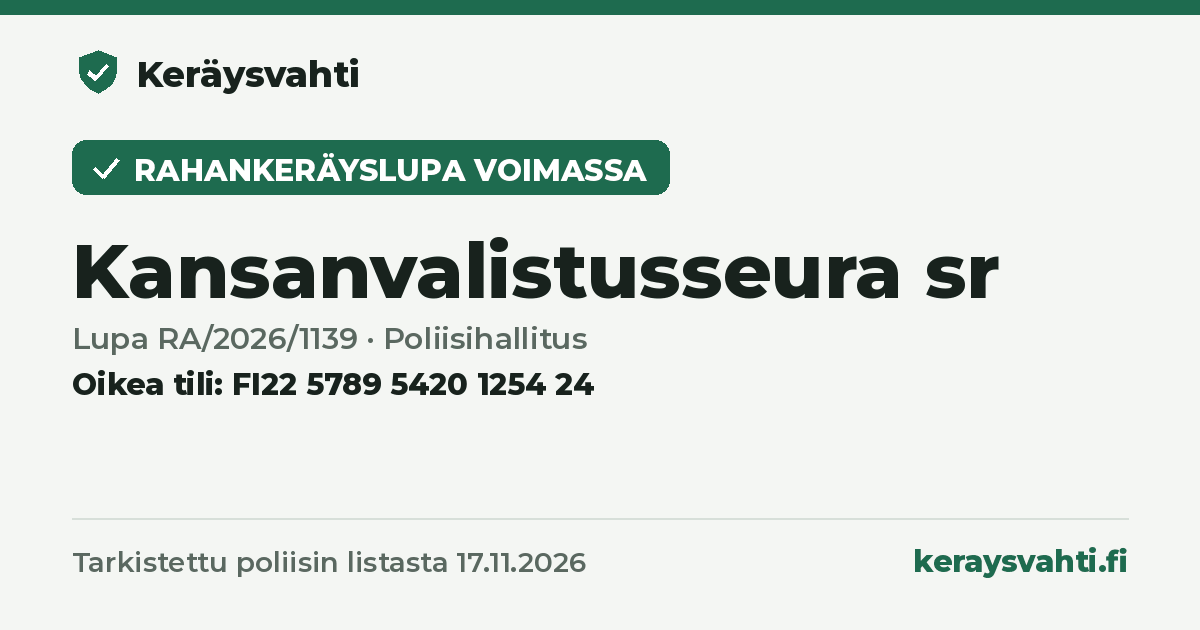 Keräysvahti
RAHANKERÄYSLUPA VOIMASSA
Kansanvalistusseura sr
Lupa RA/2026/1139 · Poliisihallitus
Oikea tili: FI22 5789 5420 1254 24
Tarkistettu poliisin listasta 17.11.2026
keraysvahti.fi